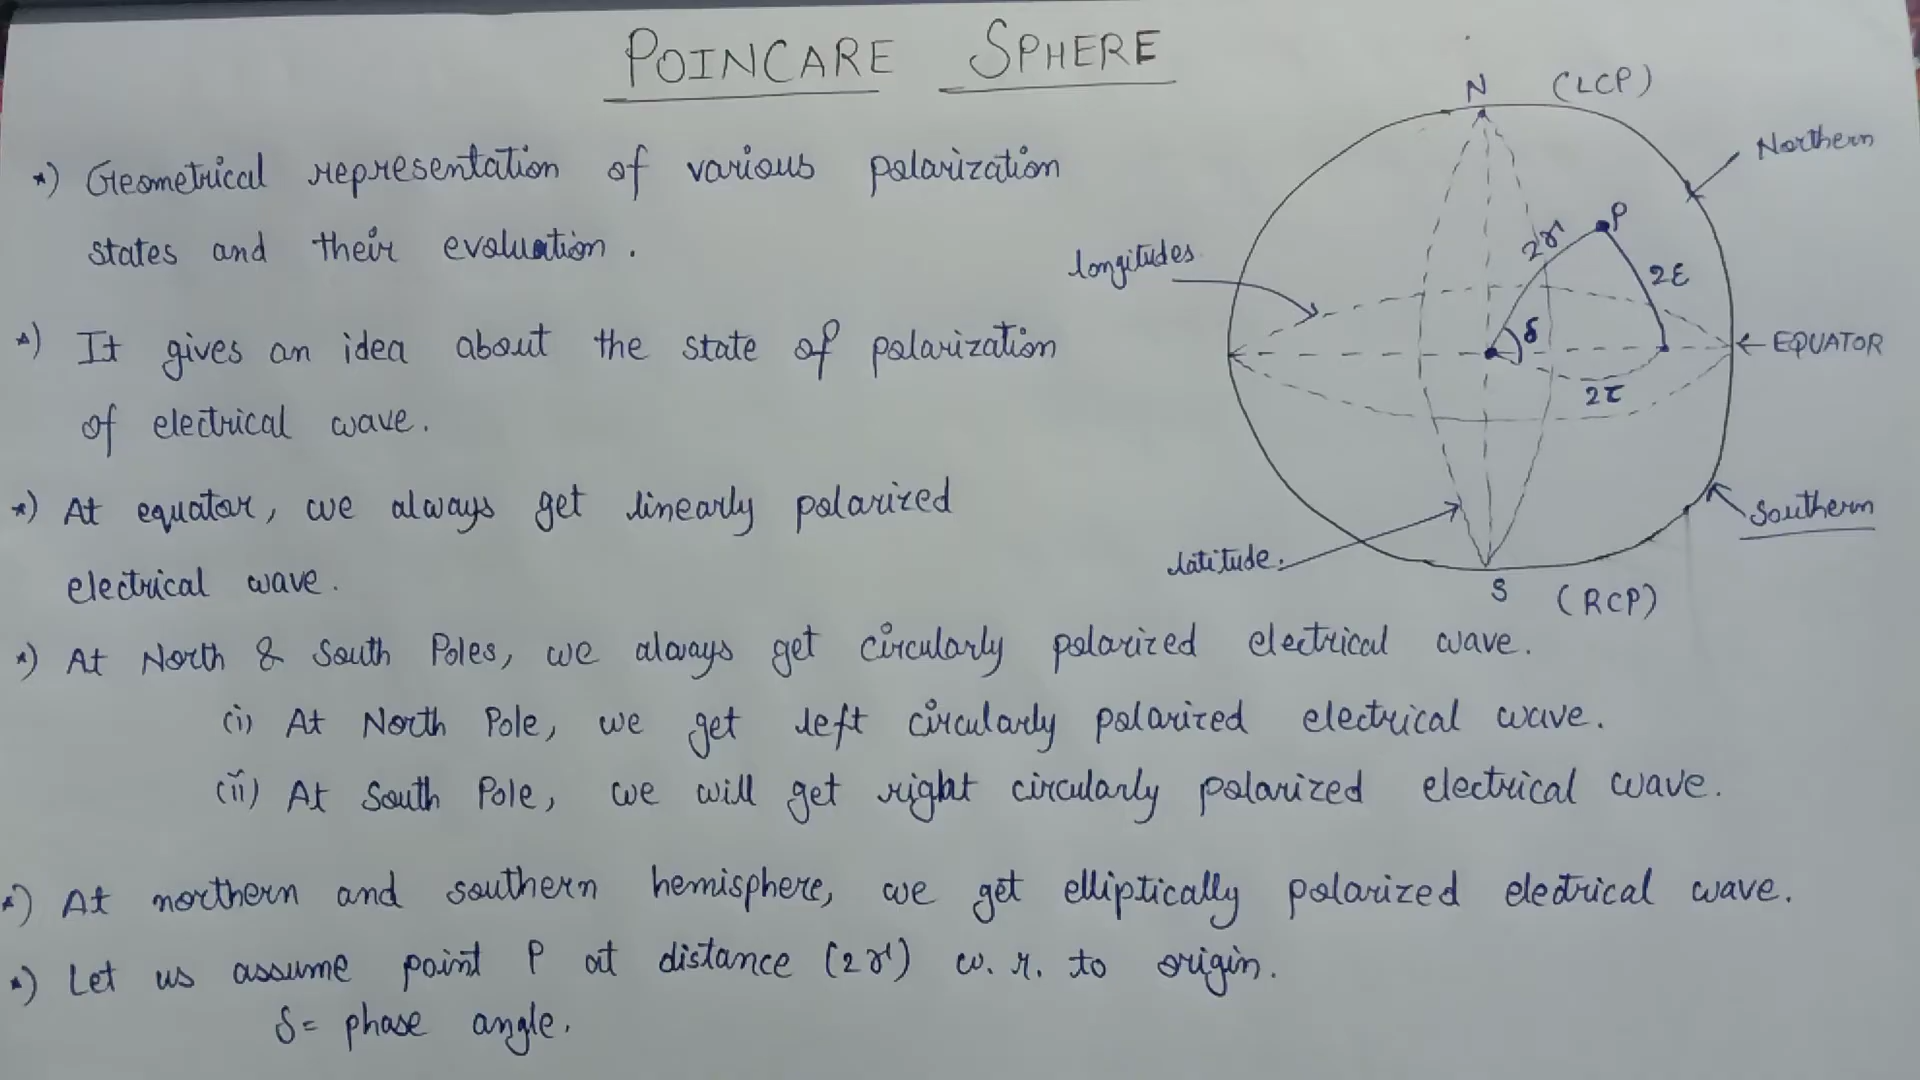 POINCARE SPHERE
*) Geometrical representation of various polarization
states and their evaluation.
*) It gives an idea about the state of polarization
of electrical wave.
*) At equator, we always get linearly polarized
electrical wave.
*) At North & South Poles, we always get circularly polarized electrical wave.
(i) At North Pole, we get left circularly polarized electrical wave.
(ii) At South Pole, we will get right circularly polarized electrical wave.
*) At northern and southern hemisphere, we get elliptically polarized electrical wave.
*) Let us assume point P at distance (2γ) w.r. to origin.
δ = phase angle.
N (LCP)
Northern
P
2γ
2ε
longitudes
δ
EQUATOR
2τ
Southern
latitude.
S (RCP)